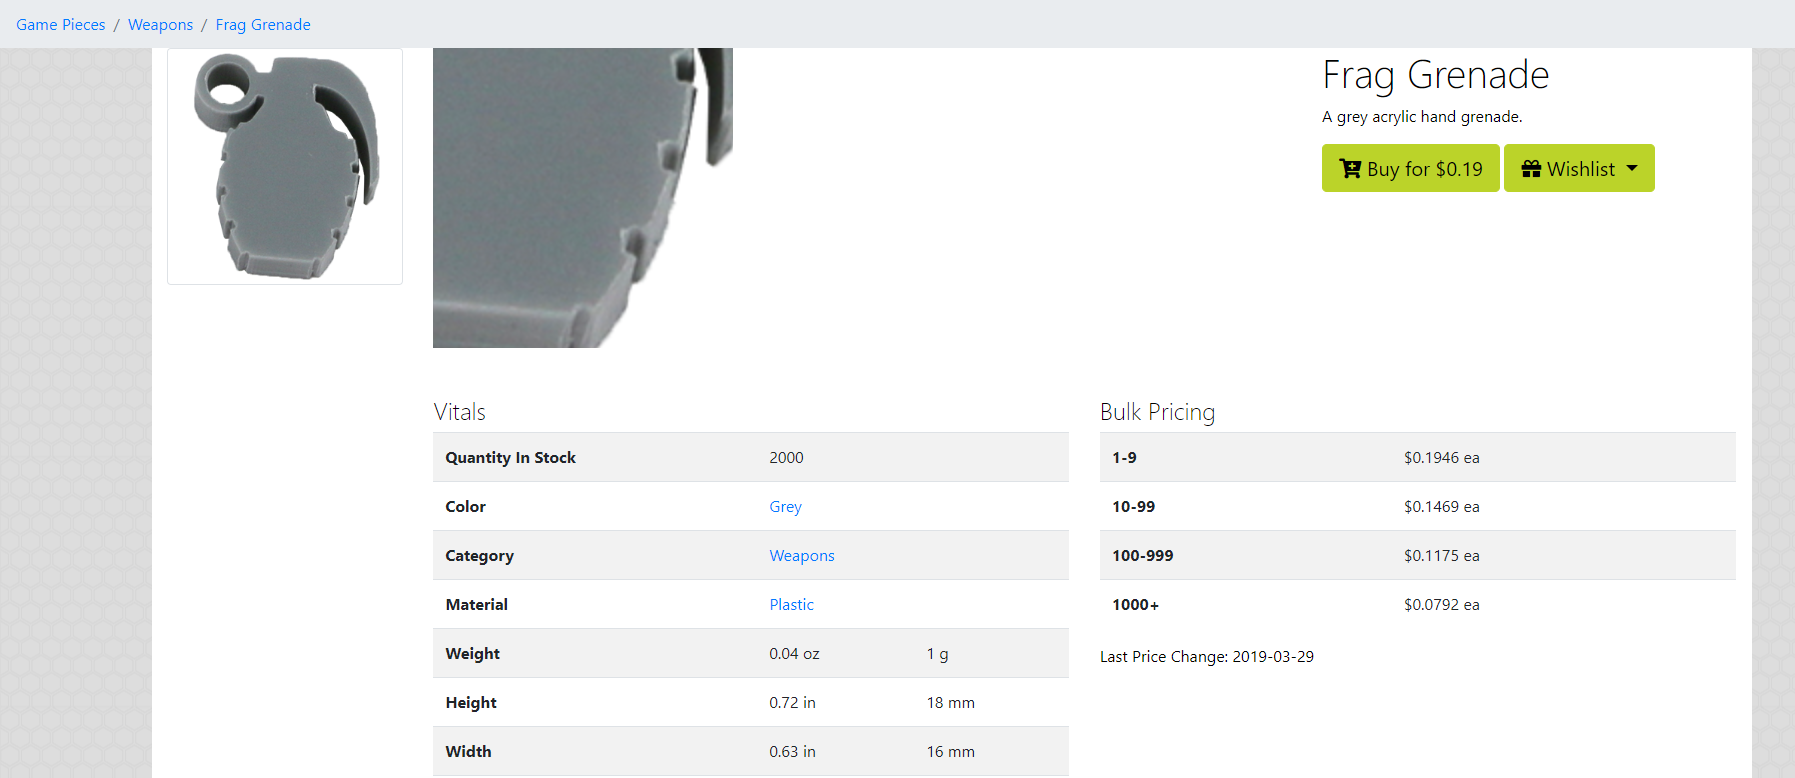 Game Pieces / Weapons / Frag Grenade
Frag Grenade
A grey acrylic hand grenade.
Buy for $0.19 Wishlist
Vitals
Quantity In Stock 2000
Color Grey
Category Weapons
Material Plastic
Weight 0.04 oz 1 g
Height 0.72 in 18 mm
Width 0.63 in 16 mm
Bulk Pricing
1-9 $0.1946 ea
10-99 $0.1469 ea
100-999 $0.1175 ea
1000+ $0.0792 ea
Last Price Change: 2019-03-29